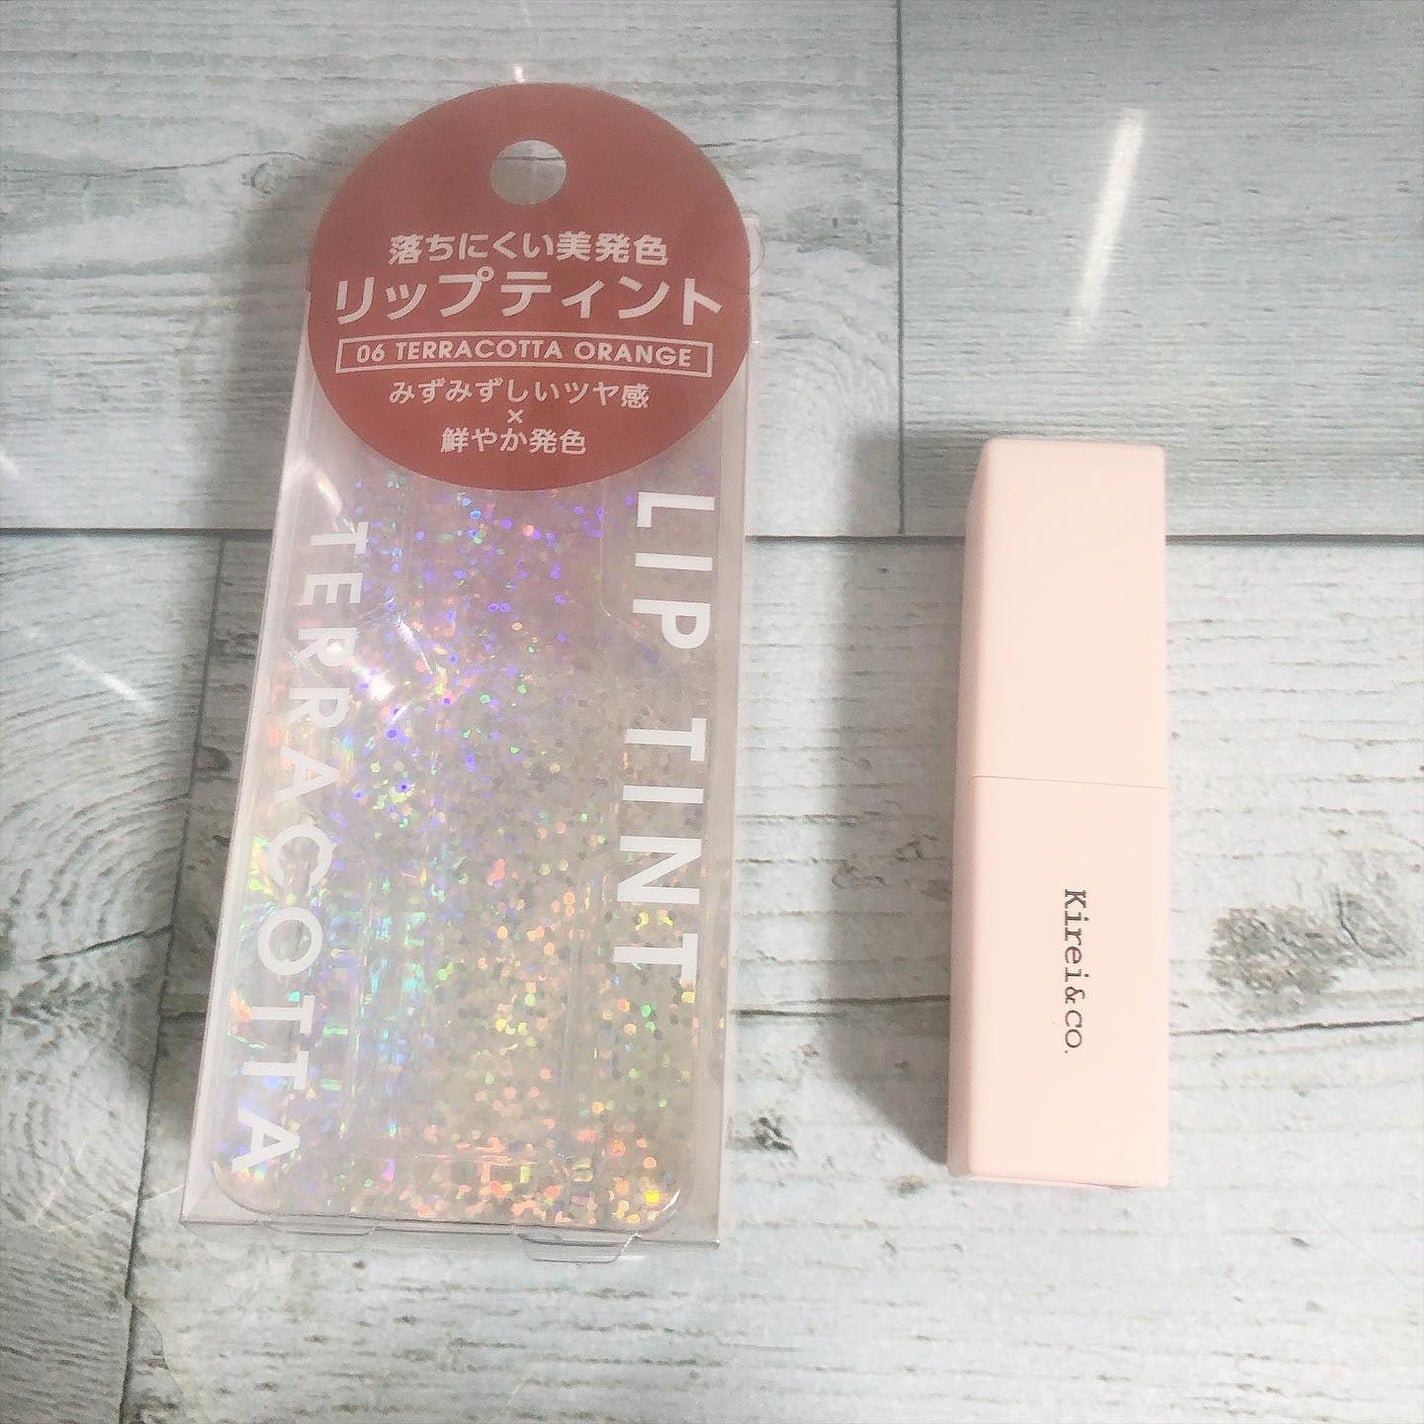 落ちにくい美発色
リップティント
06 TERRACOTTA ORANGE
みずみずしいツヤ感
×
鮮やか発色
LIP TINT
TERRACOTTA
Kirei&CO.